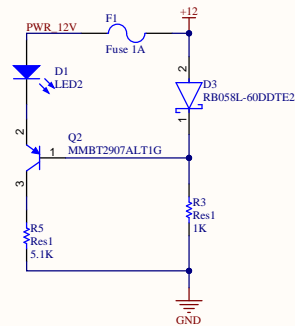 F1
+12
PWR_12V
Fuse 1A
D1
LED2
2
D3
RB058L-60DDTE2
1
Q2
MMBT2907ALT1G
2
1
3
R3
Res1
1K
R5
Res1
5.1K
GND